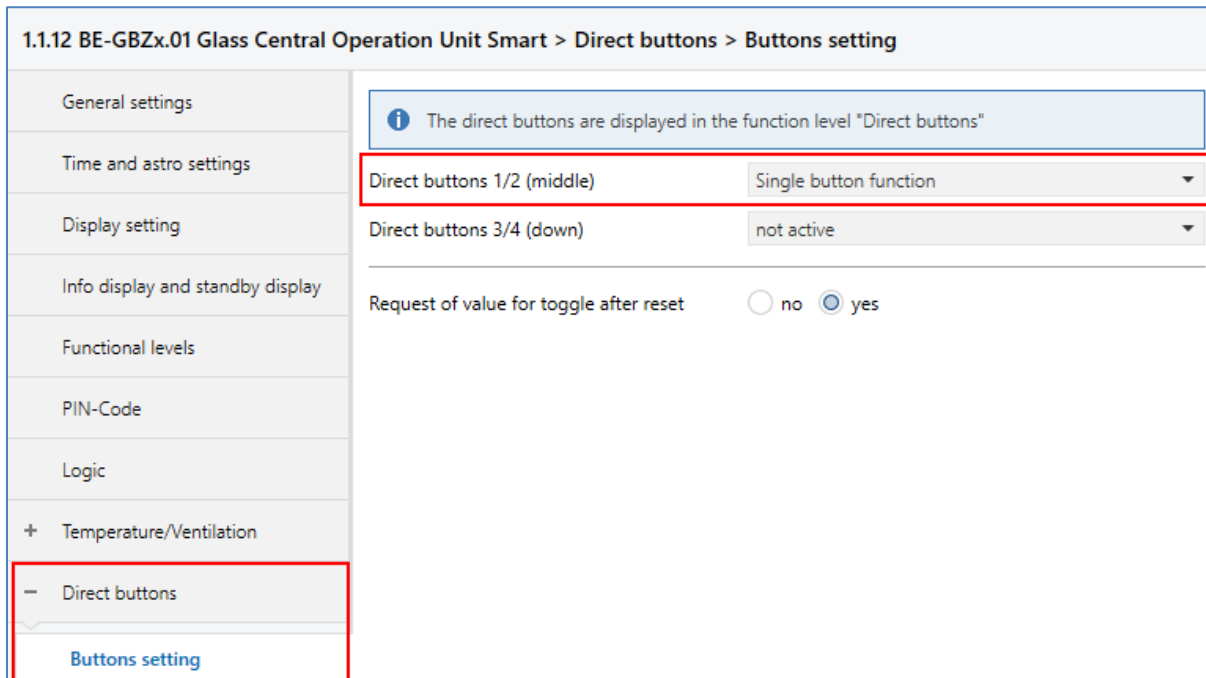 1.1.12 BE-GBZx.01 Glass Central Operation Unit Smart > Direct buttons > Buttons setting
General settings
Time and astro settings
Display setting
Info display and standby display
Functional levels
PIN-Code
Logic
+ Temperature/Ventilation
− Direct buttons
Buttons setting
The direct buttons are displayed in the function level "Direct buttons"
Direct buttons 1/2 (middle) Single button function
Direct buttons 3/4 (down) not active
Request of value for toggle after reset no yes